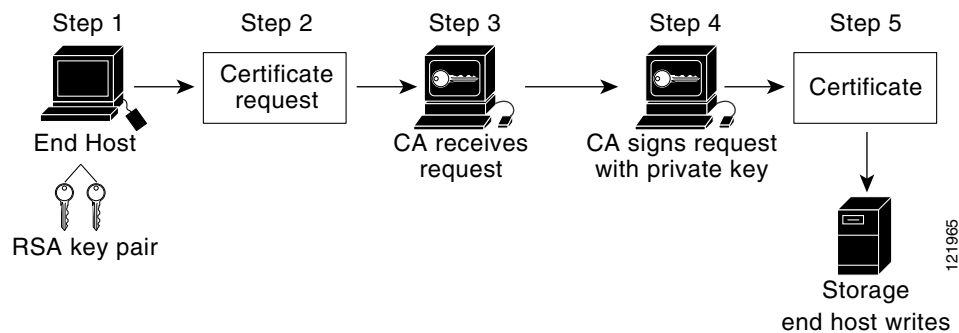 Step 1
Step 2
Step 3
Step 4
Step 5
Certificate
request
Certificate
End Host
CA receives
request
CA signs request
with private key
RSA key pair
121965
Storage
end host writes